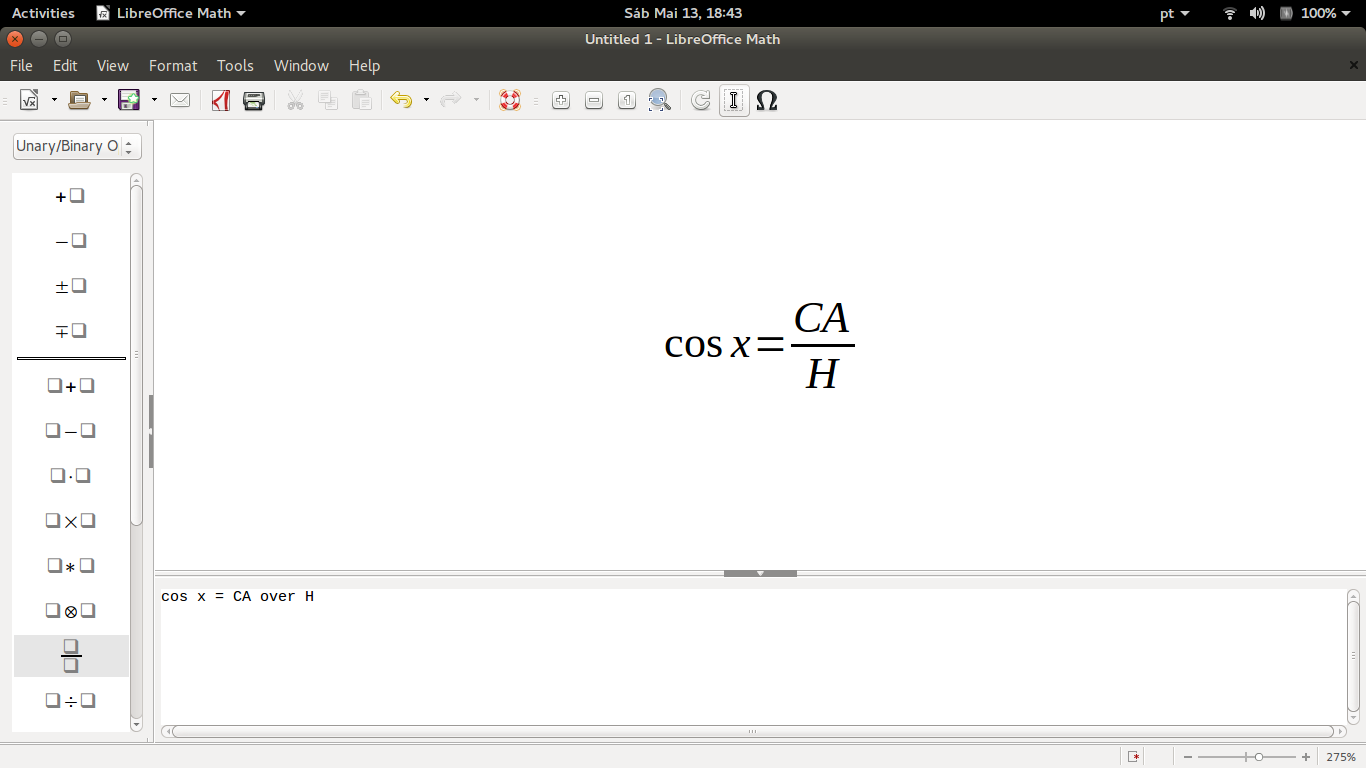 Activities LibreOffice Math Sáb Mai 13, 18:43 pt 100%
Untitled 1 - LibreOffice Math
File Edit View Format Tools Window Help
Unary/Binary O
+❏
−❏
±❏
∓❏
❏+❏
❏−❏
❏·❏
❏×❏
❏∗❏
❏⊗❏
❏/❏
❏÷❏
cos x = CA
H
cos x = CA over H
275%